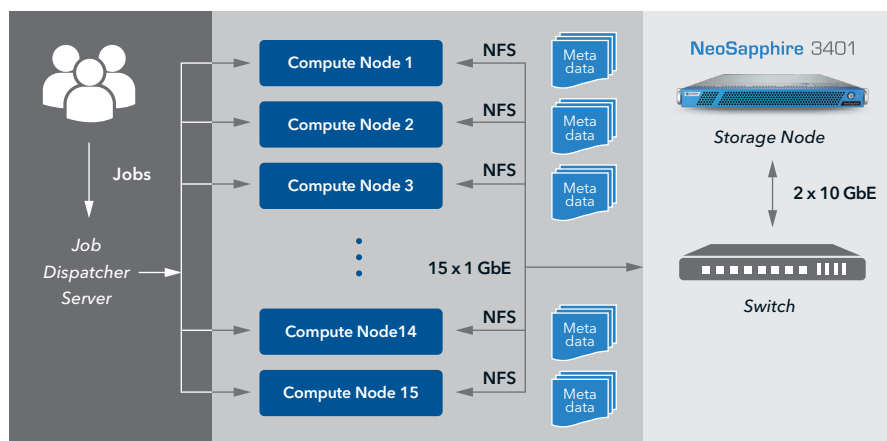 Jobs
Job
Dispatcher
Server
Compute Node 1
Compute Node 2
Compute Node 3
Compute Node14
Compute Node 15
NFS
NFS
NFS
15 x 1 GbE
NFS
NFS
Meta
data
Meta
data
Meta
data
Meta
data
Meta
data
NeoSapphire 3401
Storage Node
2 x 10 GbE
Switch